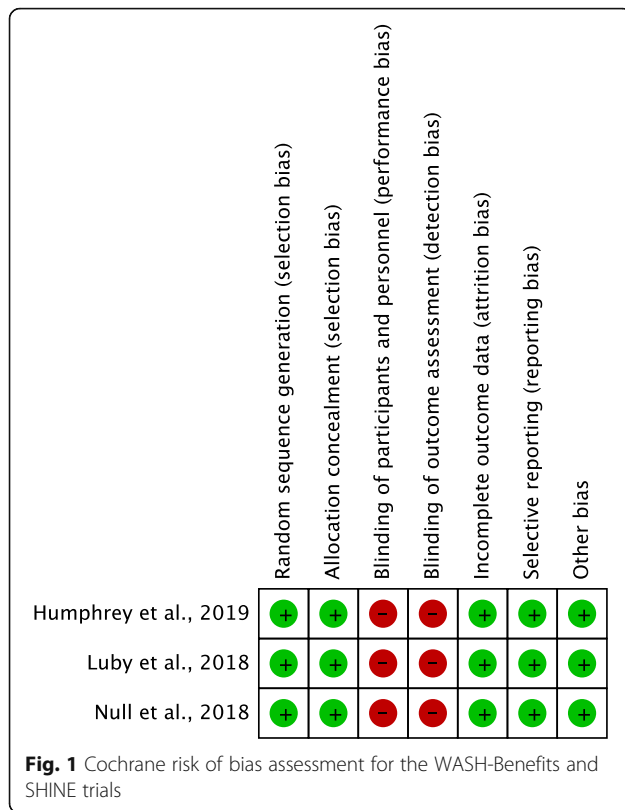 Random sequence generation (selection bias)
Allocation concealment (selection bias)
Blinding of participants and personnel (performance bias)
Blinding of outcome assessment (detection bias)
Incomplete outcome data (attrition bias)
Selective reporting (reporting bias)
Other bias
Humphrey et al., 2019 + + – – + + +
Luby et al., 2018 + + – – + + +
Null et al., 2018 + + – – + + +
Fig. 1 Cochrane risk of bias assessment for the WASH-Benefits and
SHINE trials